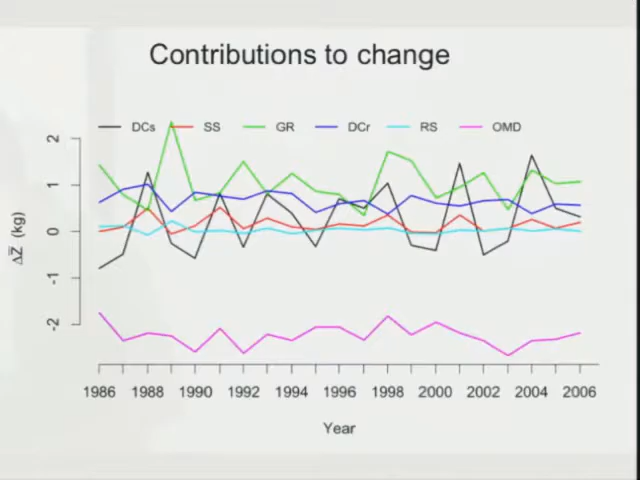 Contributions to change
DCs SS GR DCr RS OMD
2
1
0
-1
-2
ΔZ̅ (kg)
1986 1988 1990 1992 1994 1996 1998 2000 2002 2004 2006
Year